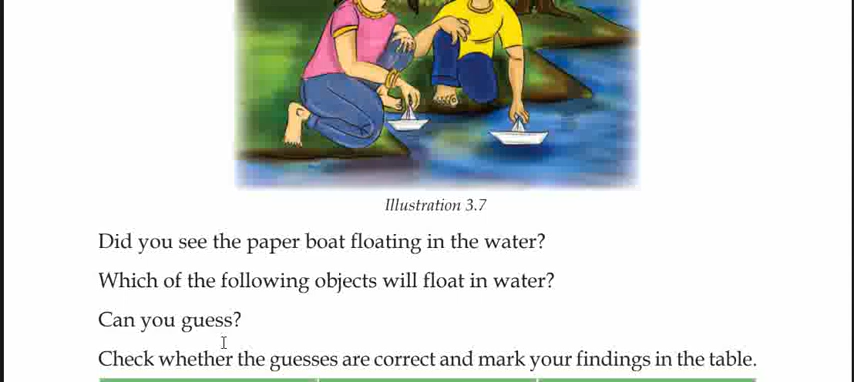 Illustration 3.7
Did you see the paper boat floating in the water?
Which of the following objects will float in water?
Can you guess?
Check whether the guesses are correct and mark your findings in the table.